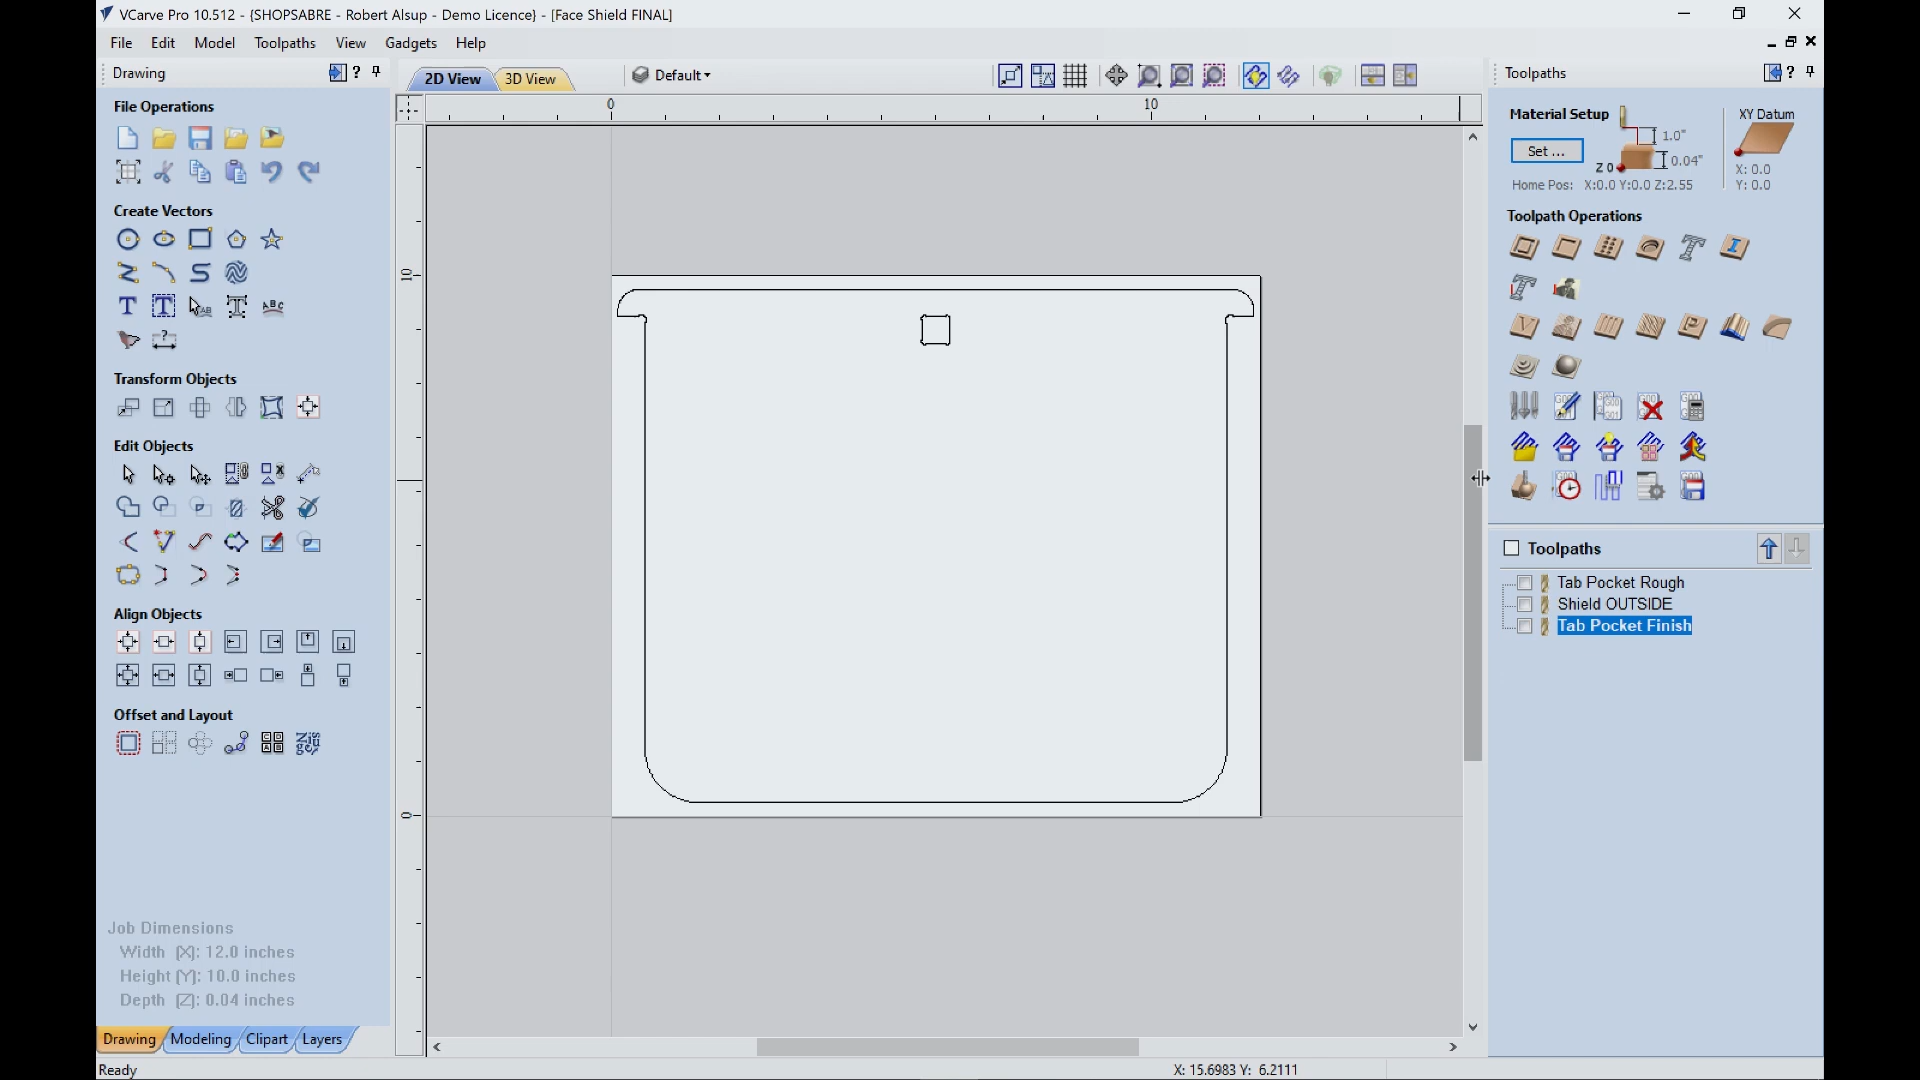 VCarve Pro 10.512 - {SHOPSABRE - Robert Alsup - Demo Licence} - [Face Shield FINAL]
File Edit Model Toolpaths View Gadgets Help
Drawing
2D View 3D View Default
Toolpaths
File Operations
Create Vectors
Transform Objects
Edit Objects
Align Objects
Offset and Layout
Job Dimensions
Width (X): 12.0 inches
Height (Y): 10.0 inches
Depth (Z): 0.04 inches
Drawing Modeling Clipart Layers
Ready
0 10
10
0
Material Setup
Set ...
1.0"
Z 0
0.04"
Home Pos: X:0.0 Y:0.0 Z:2.55
XY Datum
X: 0.0
Y: 0.0
Toolpath Operations
Toolpaths
Tab Pocket Rough
Shield OUTSIDE
Tab Pocket Finish
X: 15.6983 Y: 6.2111